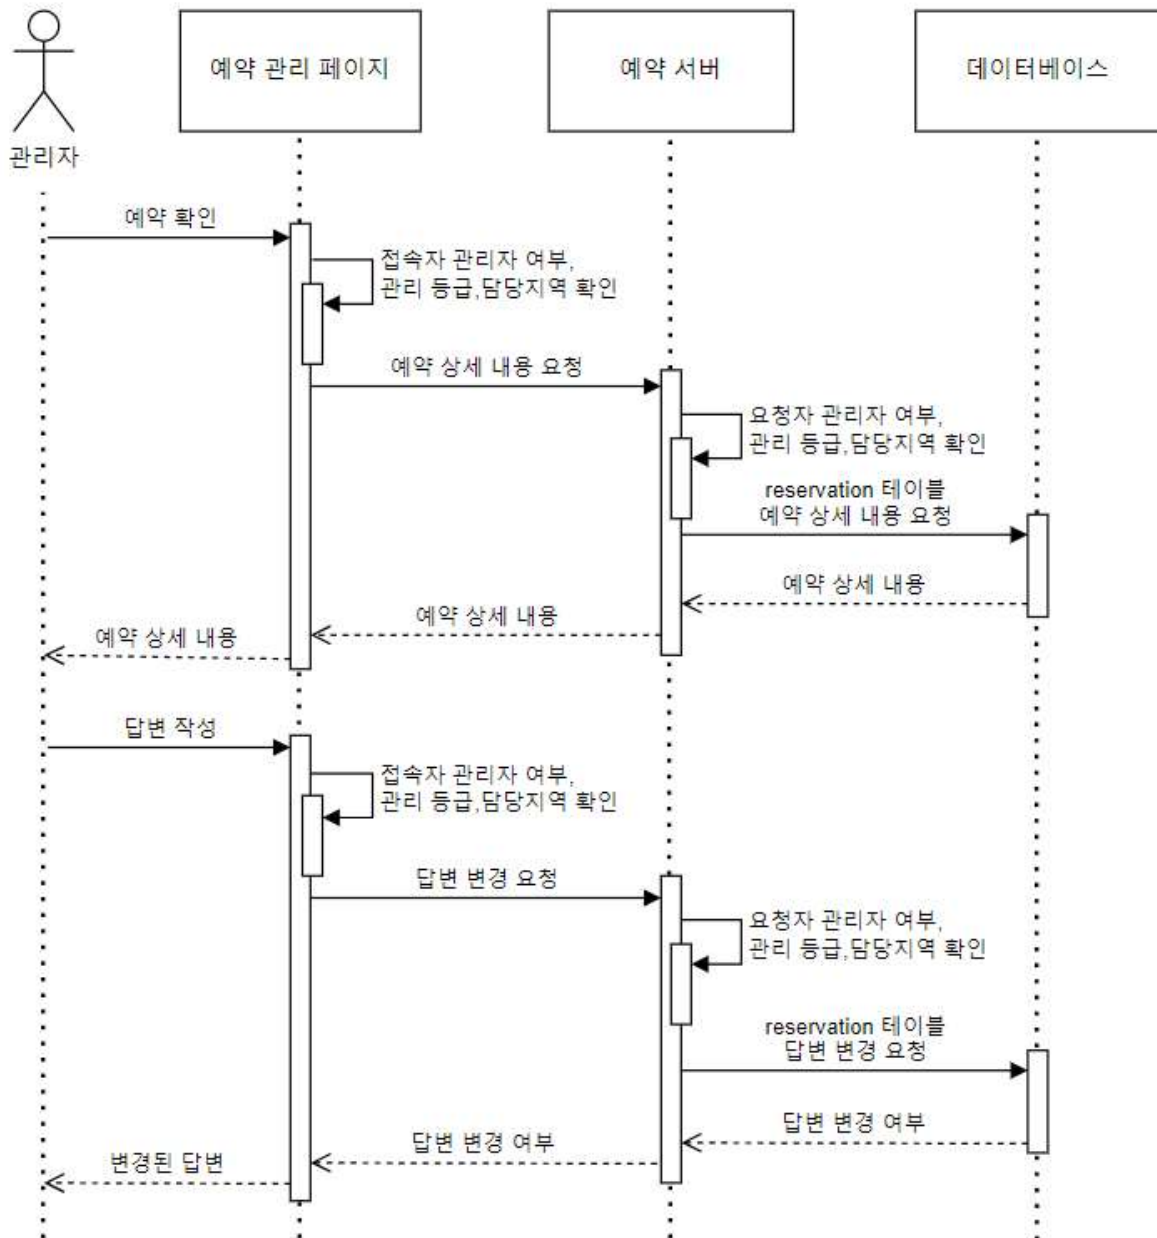 예약 관리 페이지
예약 서버
데이터베이스
관리자
예약 확인
접속자 관리자 여부,
관리 등급,담당지역 확인
예약 상세 내용 요청
요청자 관리자 여부,
관리 등급,담당지역 확인
reservation 테이블
예약 상세 내용 요청
예약 상세 내용
예약 상세 내용
예약 상세 내용
답변 작성
접속자 관리자 여부,
관리 등급,담당지역 확인
답변 변경 요청
요청자 관리자 여부,
관리 등급,담당지역 확인
reservation 테이블
답변 변경 요청
답변 변경 여부
답변 변경 여부
변경된 답변